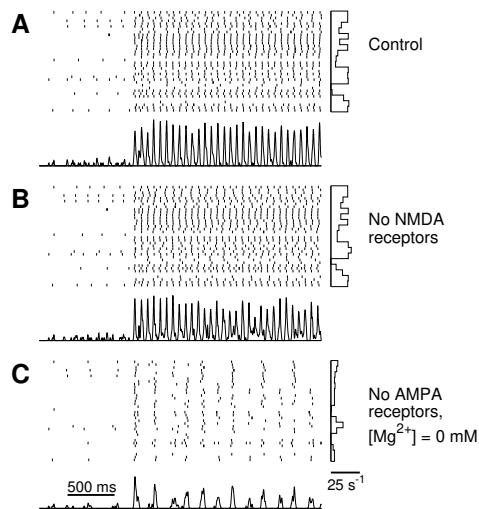 A
Control
B
No NMDA
receptors
C
No AMPA
receptors,
[Mg²⁺] = 0 mM
500 ms
25 s⁻¹